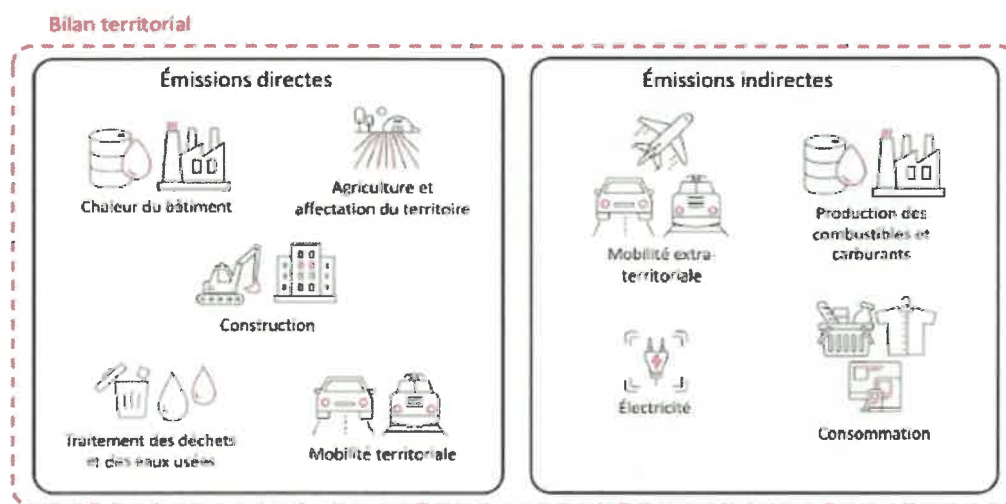 Bilan territorial
Émissions directes
Chaleur du bâtiment
Agriculture et
affectation du territoire
Construction
Traitement des déchets
et des eaux usées
Mobilité territoriale
Émissions indirectes
Mobilité extra-
territoriale
Production des
combustibles et
carburants
Électricité
Consommation